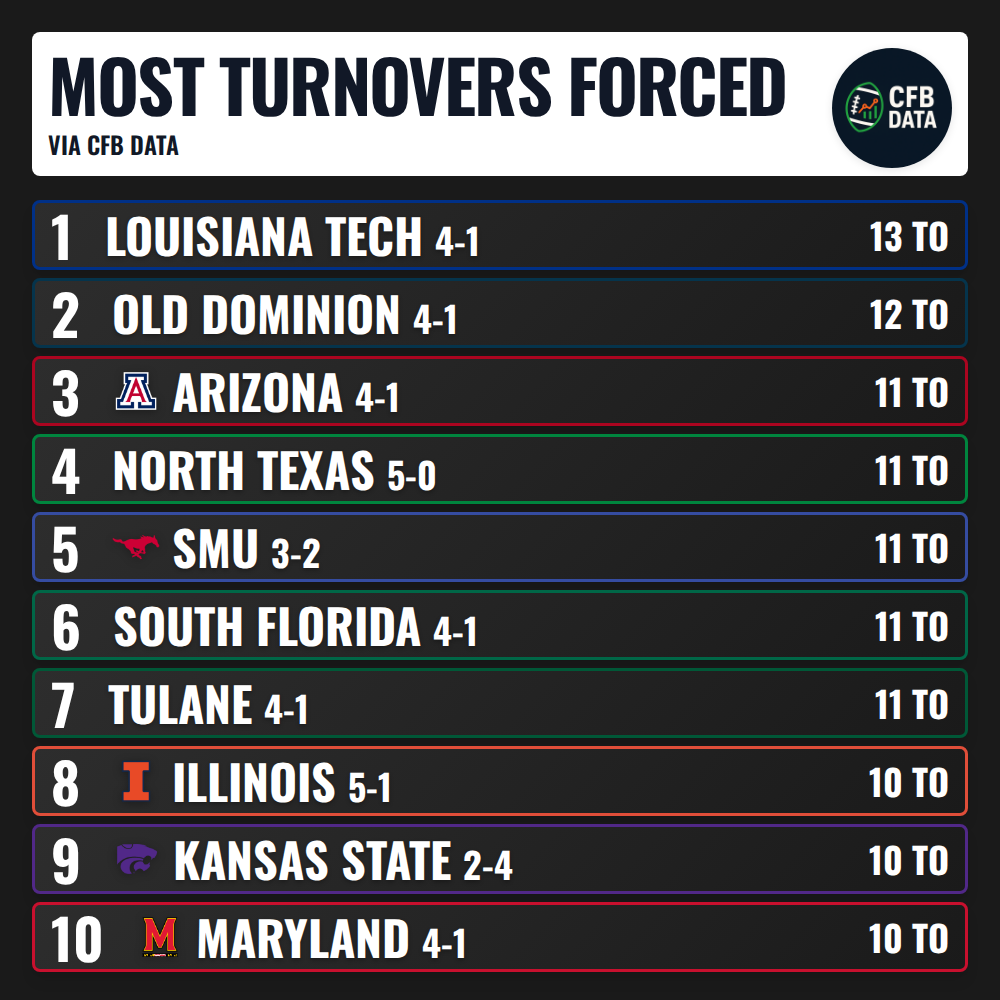 MOST TURNOVERS FORCED
VIA CFB DATA
CFB
DATA
1 LOUISIANA TECH 4-1 13 TO
2 OLD DOMINION 4-1 12 TO
3 A ARIZONA 4-1 11 TO
4 NORTH TEXAS 5-0 11 TO
5 SMU 3-2 11 TO
6 SOUTH FLORIDA 4-1 11 TO
7 TULANE 4-1 11 TO
8 I ILLINOIS 5-1 10 TO
9 KANSAS STATE 2-4 10 TO
10 M MARYLAND 4-1 10 TO